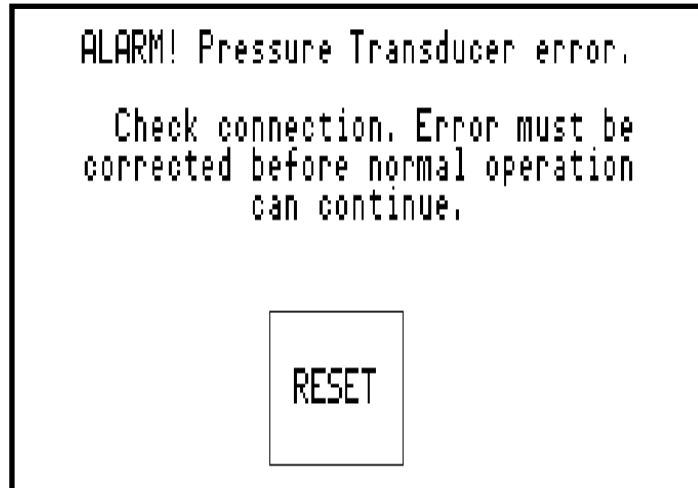 ALARM! Pressure Transducer error.
Check connection. Error must be
corrected before normal operation
can continue.
RESET